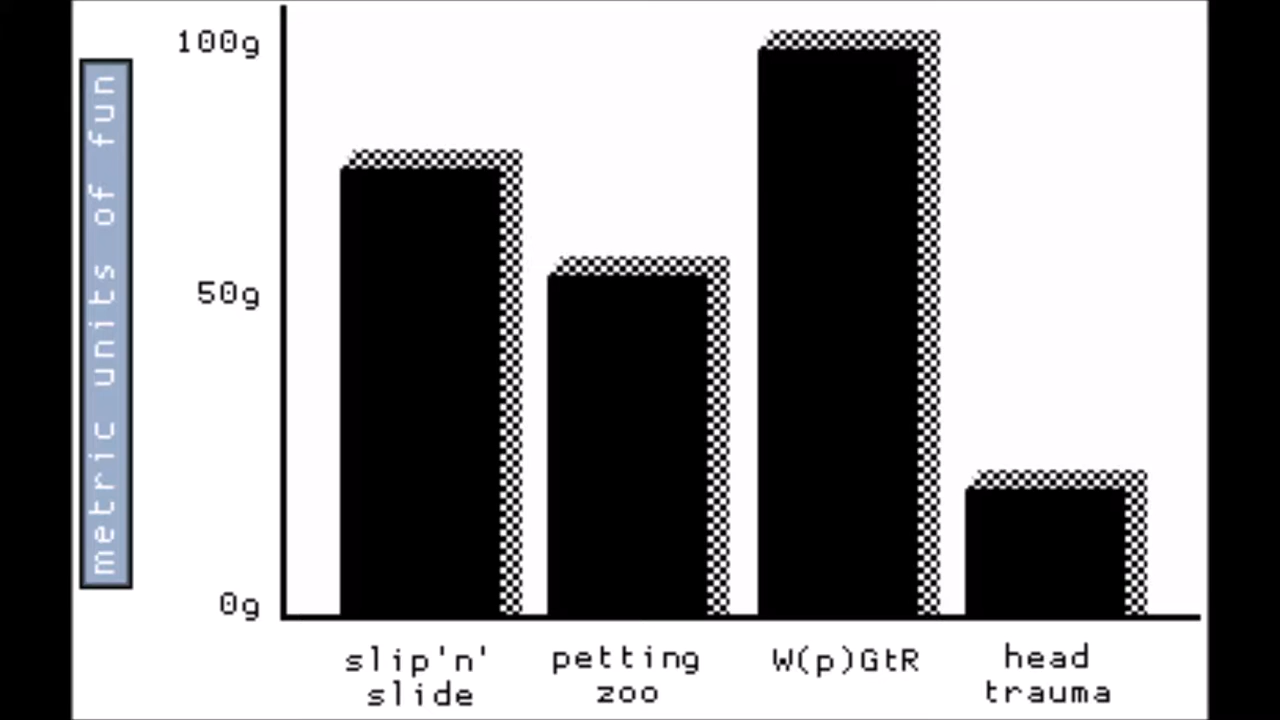 metric units of fun
100g
50g
0g
slip'n'
slide
petting
zoo
W(p)GtR
head
trauma